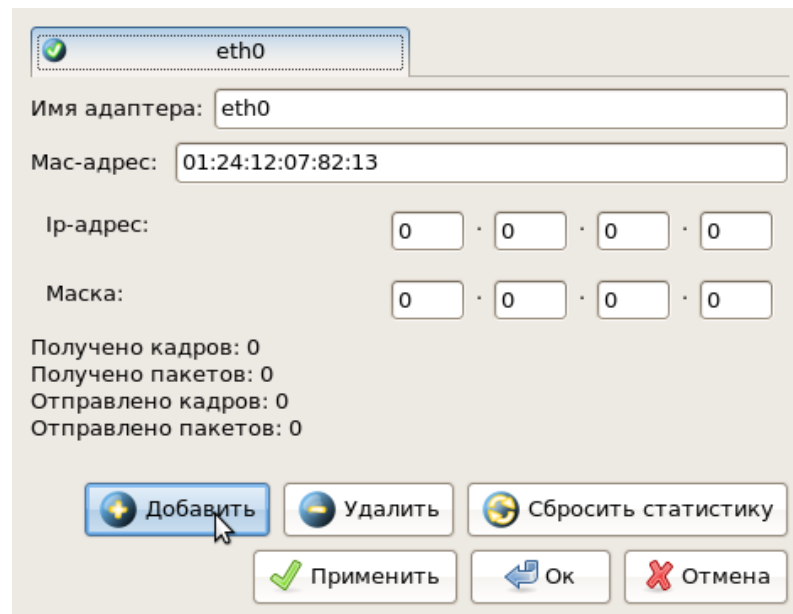 eth0
Имя адаптера: eth0
Mac-адрес: 01:24:12:07:82:13
Ip-адрес: 0 . 0 . 0 . 0
Маска: 0 . 0 . 0 . 0
Получено кадров: 0
Получено пакетов: 0
Отправлено кадров: 0
Отправлено пакетов: 0
Добавить Удалить Сбросить статистику
Применить Ок Отмена